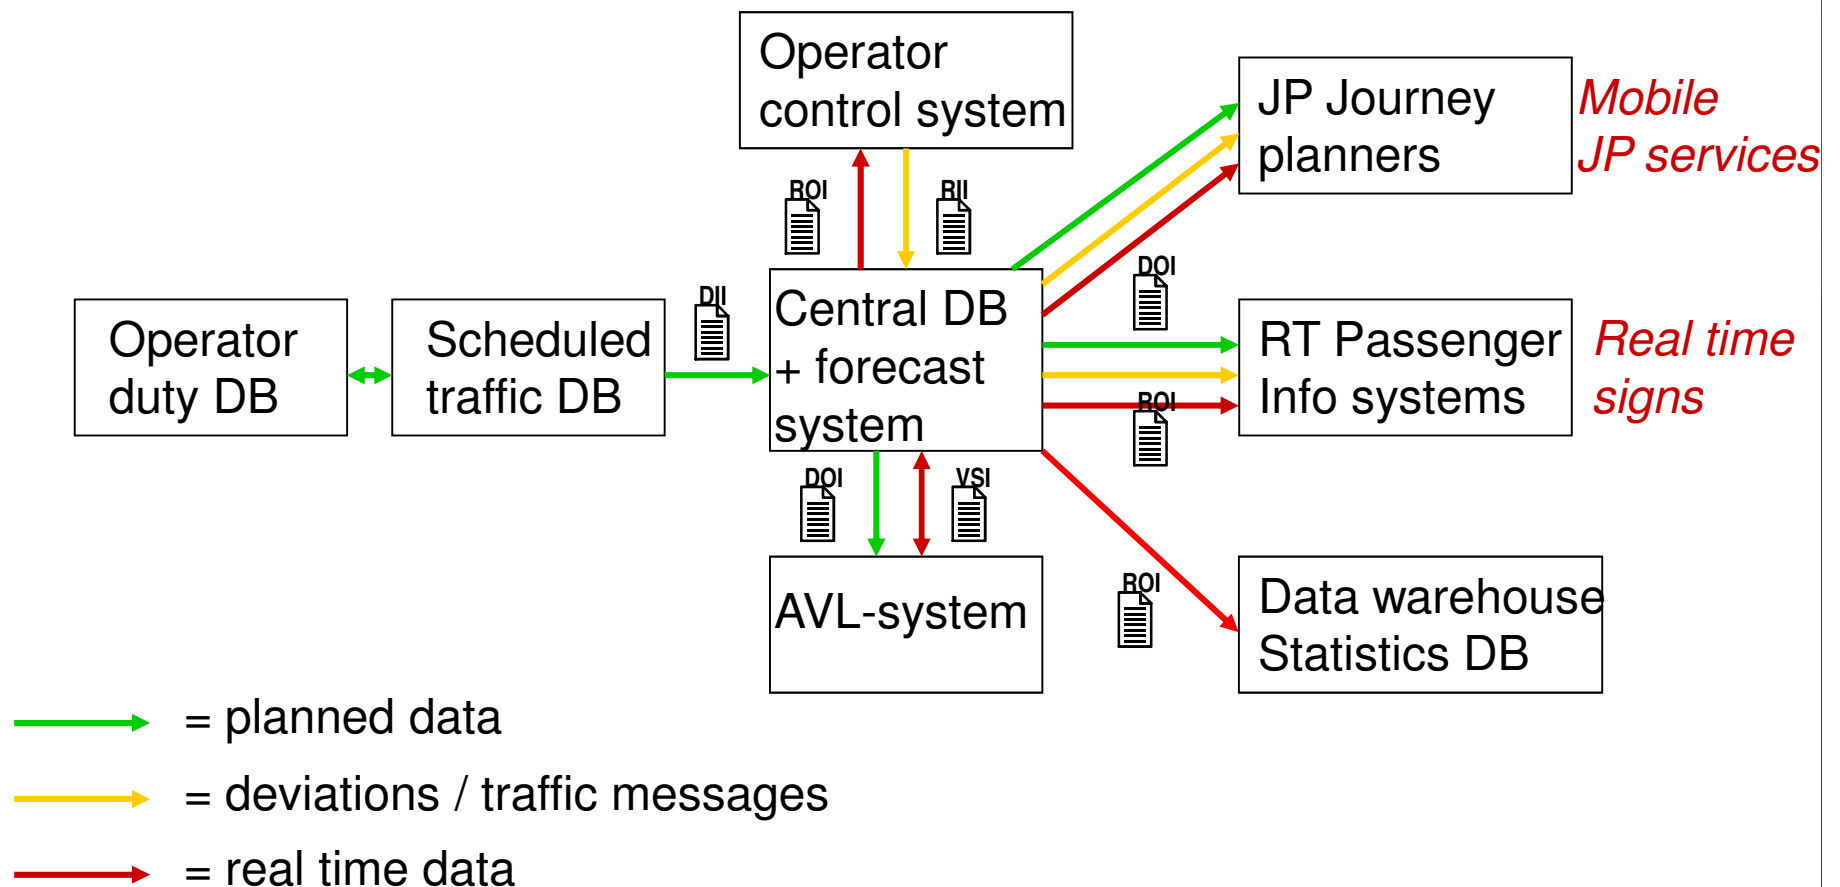 Operator
control system
JP Journey
planners
Mobile
JP services
ROI
RII
DOI
DII
Operator
duty DB
Scheduled
traffic DB
Central DB
+ forecast
system
RT Passenger
Info systems
Real time
signs
ROI
DOI
VSI
AVL-system
ROI
Data warehouse
Statistics DB
= planned data
= deviations / traffic messages
= real time data